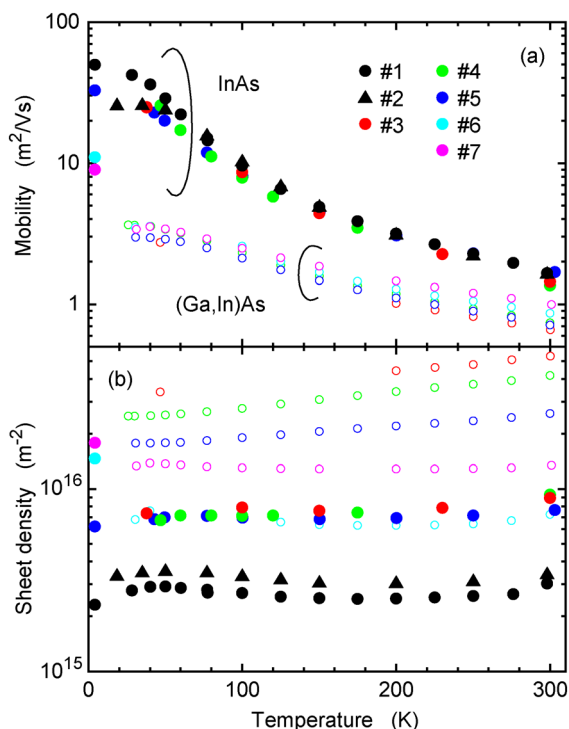 100
(a)
InAs
#1 #4
#2 #5
#3 #6
#7
10
Mobility (m²/Vs)
1
(Ga,In)As
(b)
10¹⁶
Sheet density (m⁻²)
10¹⁵
0 100 200 300
Temperature (K)